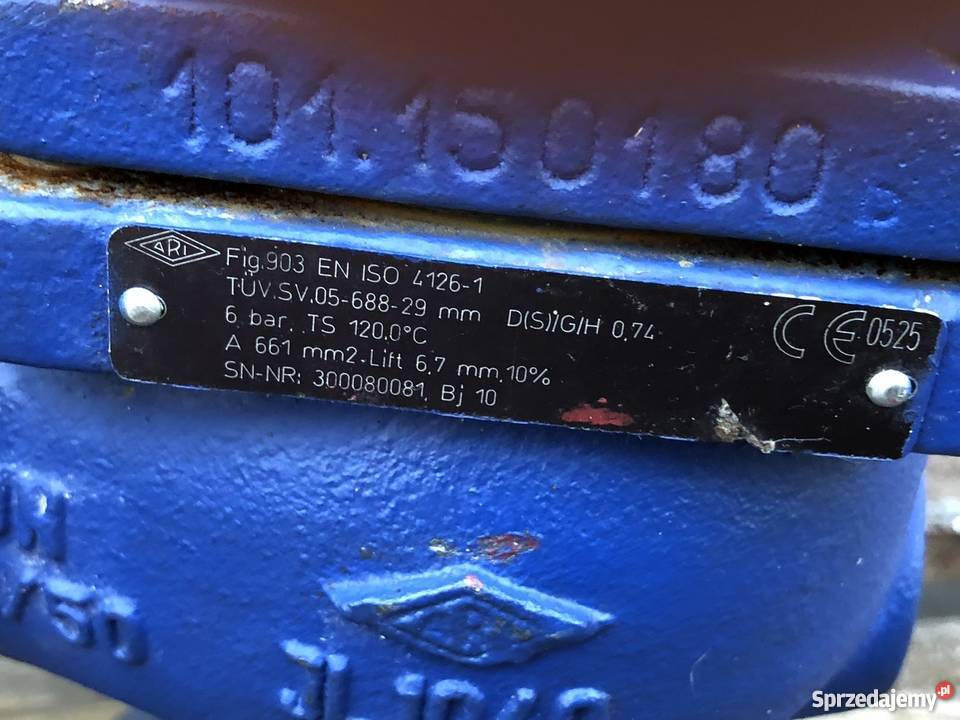 101.150180
ARI
Fig.903 EN ISO 4126-1
TÜV.SV.05-688-29 mm D(S)/G/H 0,74
6 bar. TS 120.0°C
A 661 mm2.Lift 6,7 mm,10%
SN-NR: 300080081, Bj 10
CE 0525
Sprzedajemy.pl